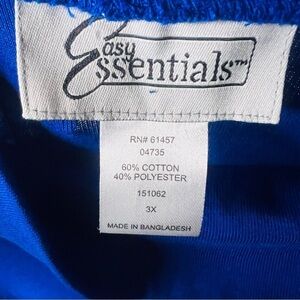 Easy
Essentials™
RN# 61457
04735
60% COTTON
40% POLYESTER
151062
3X
MADE IN BANGLADESH